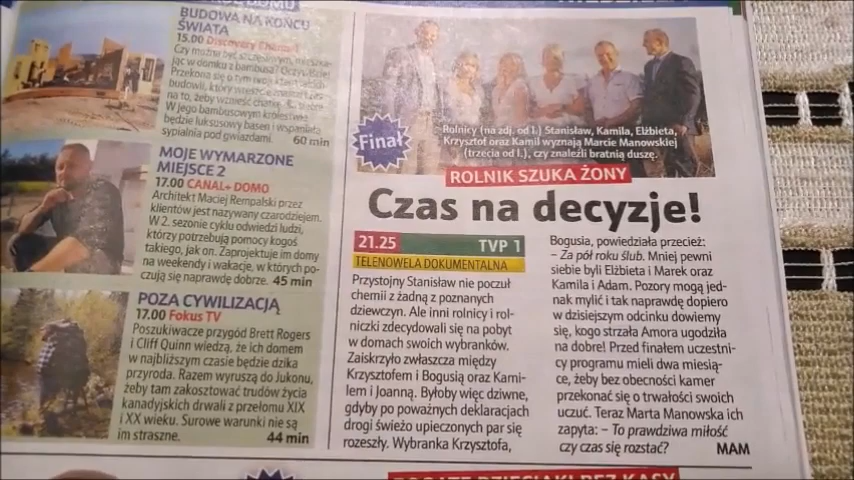 BUDOWA NA KOŃCU
ŚWIATA
15.00 Discovery Channel
Czy można być szczęśliwym, mieszka-
jąc w domku z bambusa? Oczywiście!
Przekona się o tym
budowli, który
na to, żeby wznieść chatę.
W jego bambusowym królestwie
będzie luksusowy basen i wspaniała
sypialnia pod gwiazdami. 60 min
MOJE WYMARZONE
MIEJSCE 2
17.00 CANAL+ DOMO
Architekt Maciej Rempalski przez
klientów jest nazywany czarodziejem.
W 2. sezonie cyklu odwiedzi ludzi,
którzy potrzebują pomocy kogoś
takiego, jak on. Zaprojektuje im domy
na weekendy i wakacje, w których po-
czują się naprawdę dobrze. 45 min
POZA CYWILIZACJĄ
17.00 Fokus TV
Poszukiwacze przygód Brett Rogers
i Cliff Quinn wiedzą, że ich domem
w najbliższym czasie będzie dzika
przyroda. Razem wyruszą do Jukonu,
żeby tam zakosztować trudów życia
kanadyjskich drwali z przełomu XIX
i XX wieku. Surowe warunki nie są
im straszne. 44 min
Finał
Rolnicy (na zdj. od l.) Stanisław, Kamila, Elżbieta,
Krzysztof oraz Kamil wyznają Marcie Manowskiej
(trzecia od l.), czy znaleźli bratnią duszę.
ROLNIK SZUKA ŻONY
Czas na decyzje!
21.25 TVP 1
TELENOWELA DOKUMENTALNA
Przystojny Stanisław nie poczuł
chemii z żadną z poznanych
dziewczyn. Ale inni rolnicy i rol-
niczki zdecydowali się na pobyt
w domach swoich wybranków.
Zaiskrzyło zwłaszcza między
Krzysztofem i Bogusią oraz Kami-
lem i Joanną. Byłoby więc dziwne,
gdyby po poważnych deklaracjach
drogi świeżo upieczonych par się
rozeszły. Wybranka Krzysztofa,
Bogusia, powiedziała przecież:
– Za pół roku ślub. Mniej pewni
siebie byli Elżbieta i Marek oraz
Kamila i Adam. Pozory mogą jed-
nak mylić i tak naprawdę dopiero
w dzisiejszym odcinku dowiemy
się, kogo strzała Amora ugodziła
na dobre! Przed finałem uczestni-
cy programu mieli dwa miesią-
ce, żeby bez obecności kamer
przekonać się o trwałości swoich
uczuć. Teraz Marta Manowska ich
zapyta: – To prawdziwa miłość
czy czas się rozstać? MAM
BOGATE DZIECIAKI BEZ KASY